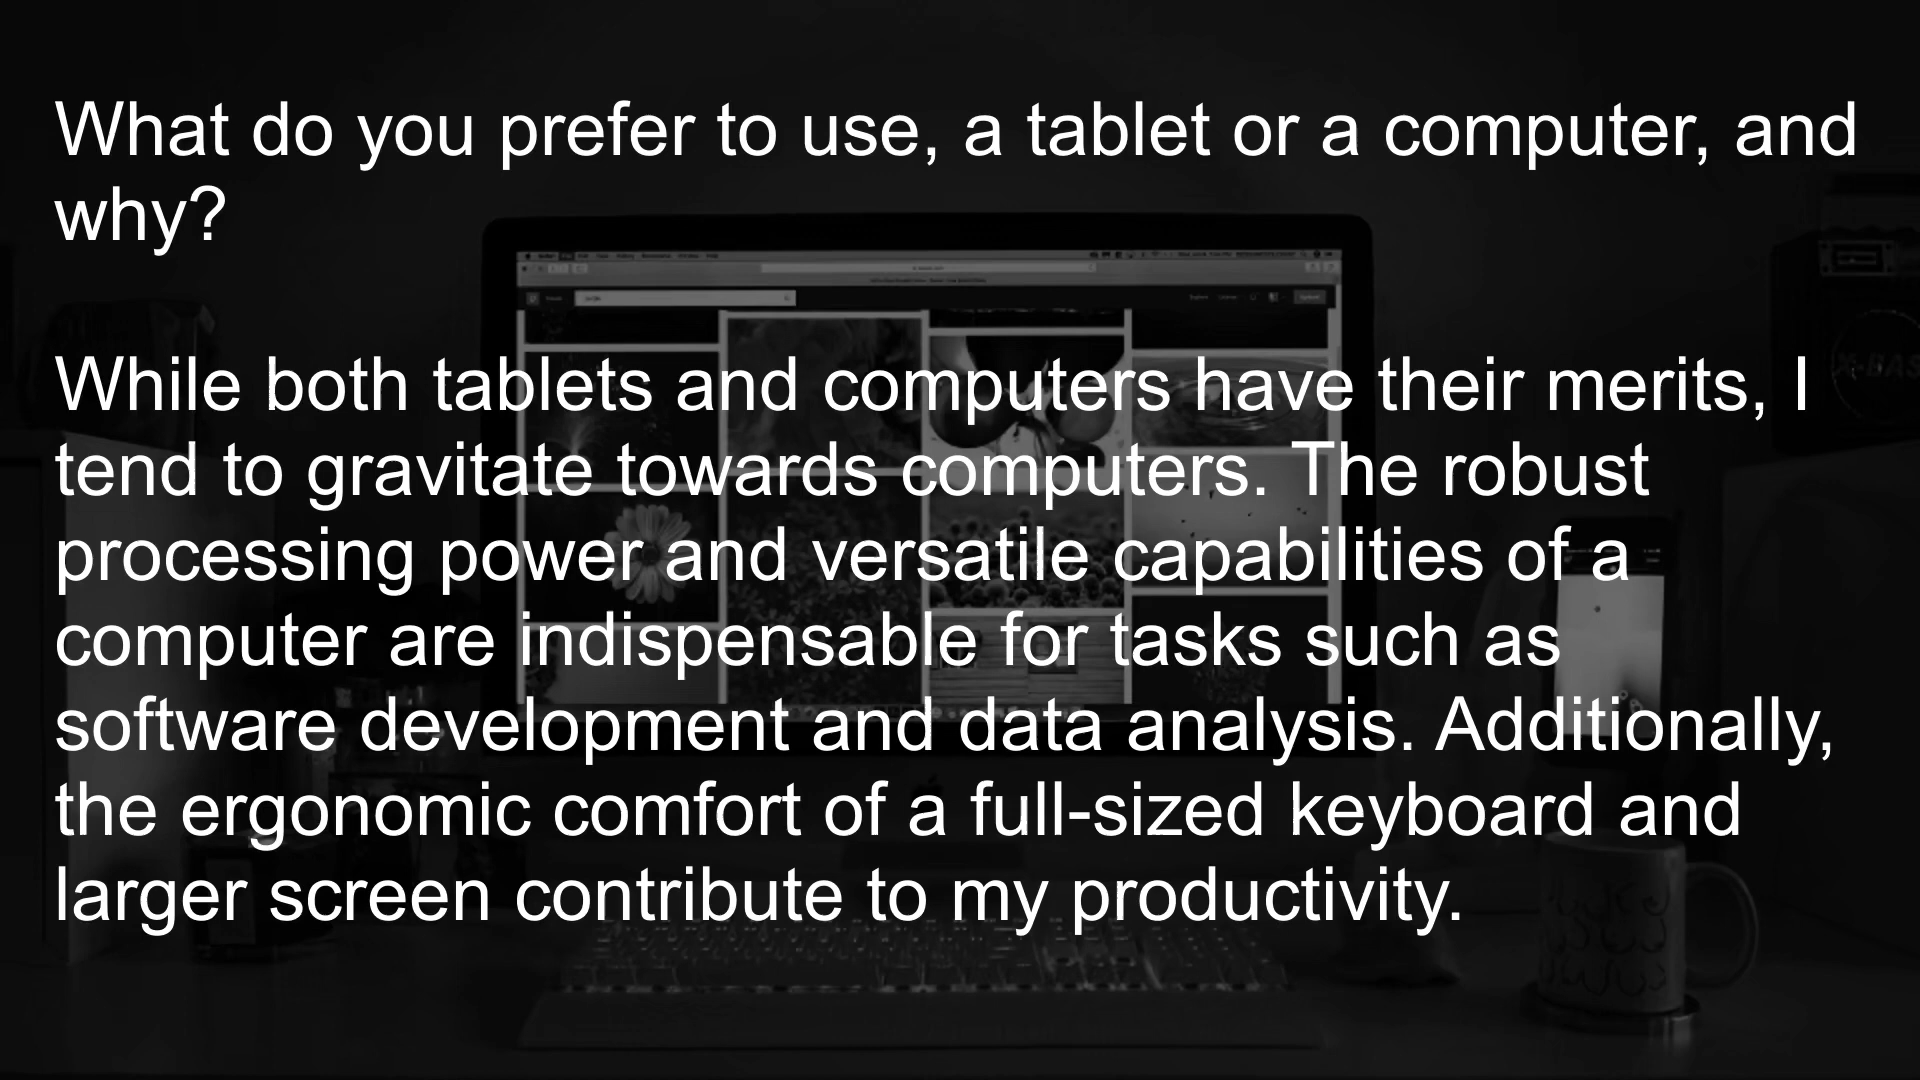 What do you prefer to use, a tablet or a computer, and
why?
While both tablets and computers have their merits, I
tend to gravitate towards computers. The robust
processing power and versatile capabilities of a
computer are indispensable for tasks such as
software development and data analysis. Additionally,
the ergonomic comfort of a full-sized keyboard and
larger screen contribute to my productivity.